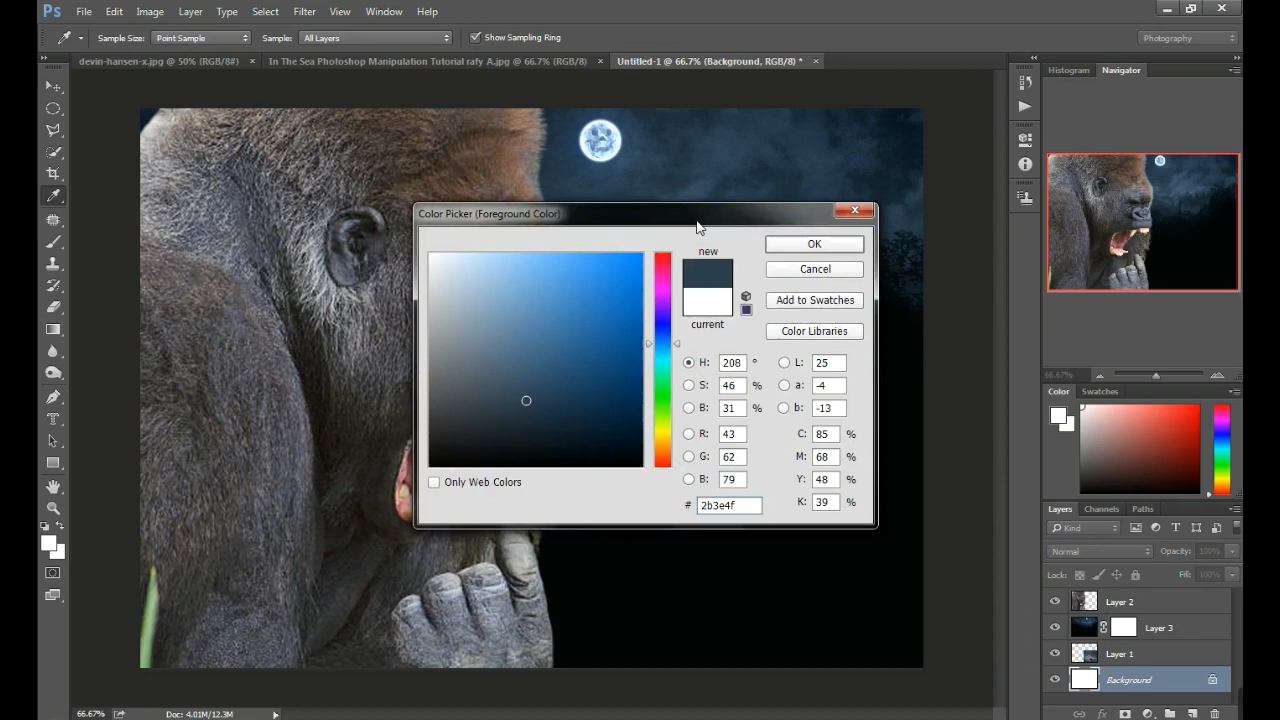 Ps File Edit Image Layer Type Select Filter View Window Help
Sample Size: Point Sample Sample: All Layers Show Sampling Ring Photography
devin-hansen-x.jpg @ 50% (RGB/8#) × In The Sea Photoshop Manipulation Tutorial rafy A.jpg @ 66.7% (RGB/8) × Untitled-1 @ 66.7% (Background, RGB/8) * ×
Histogram Navigator
Color Picker (Foreground Color)
new
current
OK
Cancel
Add to Swatches
Color Libraries
H: 208 ° L: 25
S: 46 % a: -4
B: 31 % b: -13
R: 43 C: 85 %
G: 62 M: 68 %
B: 79 Y: 48 %
# 2b3e4f K: 39 %
Only Web Colors
66.67%
Color Swatches
Layers Channels Paths
Kind
Normal Opacity: 100%
Lock: Fill: 100%
Layer 2
Layer 3
Layer 1
Background
66.67% Doc: 4.01M/12.3M
fx